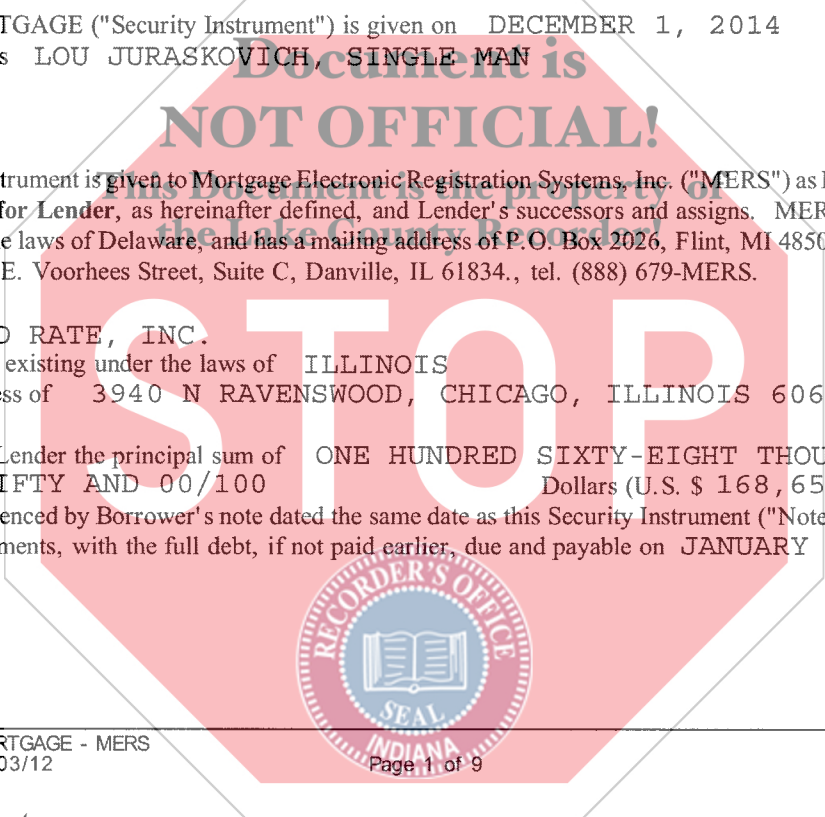 TGAGE ("Security Instrument") is given on DECEMBER 1, 2014
s LOU JURASKOVICH, SINGLE MAN
Document is
NOT OFFICIAL!
This Document is the property of
the Lake County Recorder!
trument is given to Mortgage Electronic Registration Systems, Inc. ("MERS") as
for Lender, as hereinafter defined, and Lender's successors and assigns. MER
e laws of Delaware, and has a mailing address of P.O. Box 2026, Flint, MI 4850
E. Voorhees Street, Suite C, Danville, IL 61834., tel. (888) 679-MERS.
STOP
D RATE, INC.
existing under the laws of ILLINOIS
ess of 3940 N RAVENSWOOD, CHICAGO, ILLINOIS 606
Lender the principal sum of ONE HUNDRED SIXTY-EIGHT THOU
IFTY AND 00/100 Dollars (U.S. $ 168,65
enced by Borrower's note dated the same date as this Security Instrument ("Note
ments, with the full debt, if not paid earlier, due and payable on JANUARY
RECORDER'S OFFICE
SEAL
INDIANA
RTGAGE - MERS
03/12 Page 1 of 9